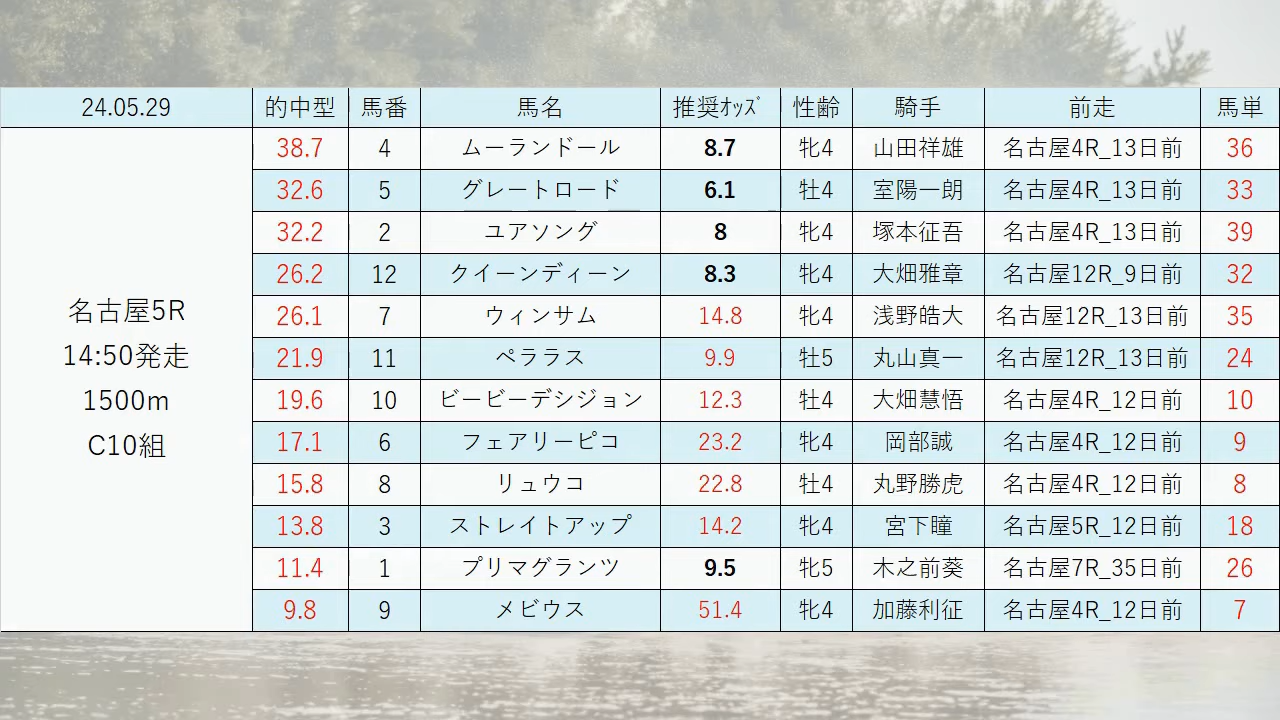 24.05.29 的中型 馬番 馬名 推奨ｵｯｽﾞ 性齢 騎手 前走 馬単
名古屋5R
14:50発走
1500m
C10組
38.7 4 ムーランドール 8.7 牝4 山田祥雄 名古屋4R_13日前 36
32.6 5 グレートロード 6.1 牡4 室陽一朗 名古屋4R_13日前 33
32.2 2 ユアソング 8 牝4 塚本征吾 名古屋4R_13日前 39
26.2 12 クイーンディーン 8.3 牝4 大畑雅章 名古屋12R_9日前 32
26.1 7 ウィンサム 14.8 牝4 浅野皓大 名古屋12R_13日前 35
21.9 11 ペララス 9.9 牡5 丸山真一 名古屋12R_13日前 24
19.6 10 ビービーデシジョン 12.3 牡4 大畑慧悟 名古屋4R_12日前 10
17.1 6 フェアリーピコ 23.2 牝4 岡部誠 名古屋4R_12日前 9
15.8 8 リュウコ 22.8 牡4 丸野勝虎 名古屋4R_12日前 8
13.8 3 ストレイトアップ 14.2 牝4 宮下瞳 名古屋5R_12日前 18
11.4 1 プリマグランツ 9.5 牝5 木之前葵 名古屋7R_35日前 26
9.8 9 メビウス 51.4 牝4 加藤利征 名古屋4R_12日前 7